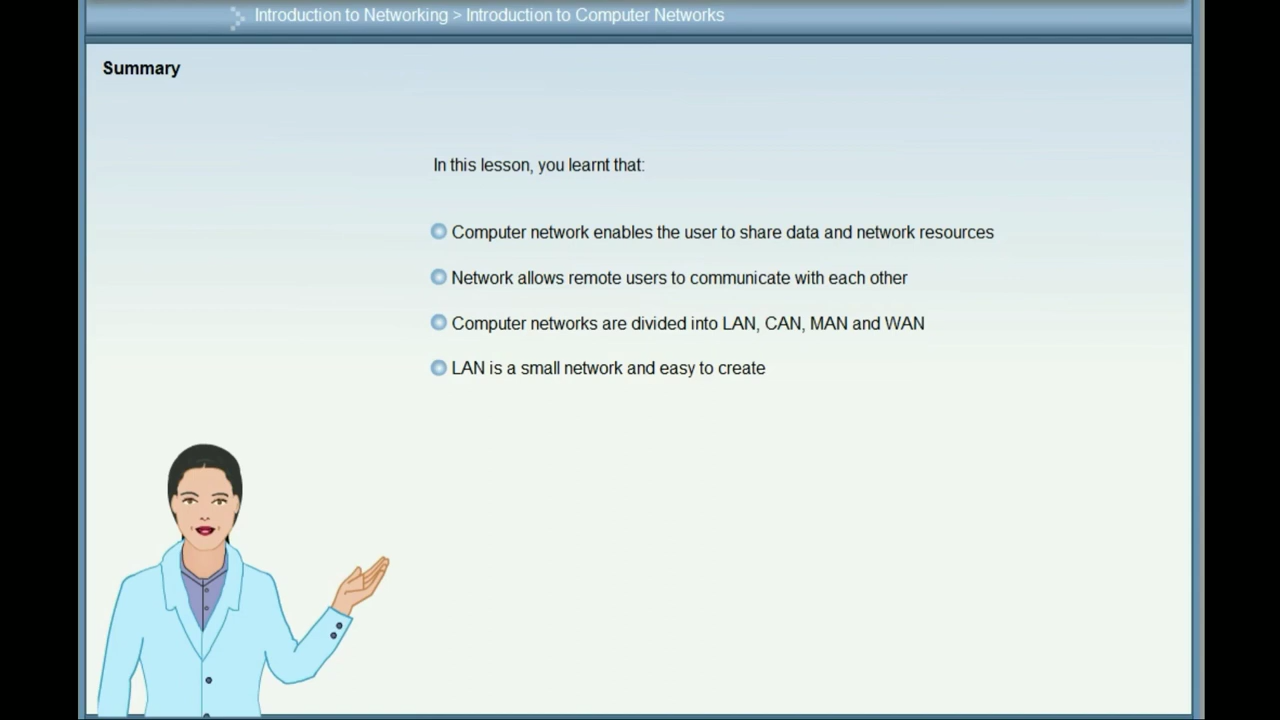 Introduction to Networking > Introduction to Computer Networks
Summary
In this lesson, you learnt that:
Computer network enables the user to share data and network resources
Network allows remote users to communicate with each other
Computer networks are divided into LAN, CAN, MAN and WAN
LAN is a small network and easy to create